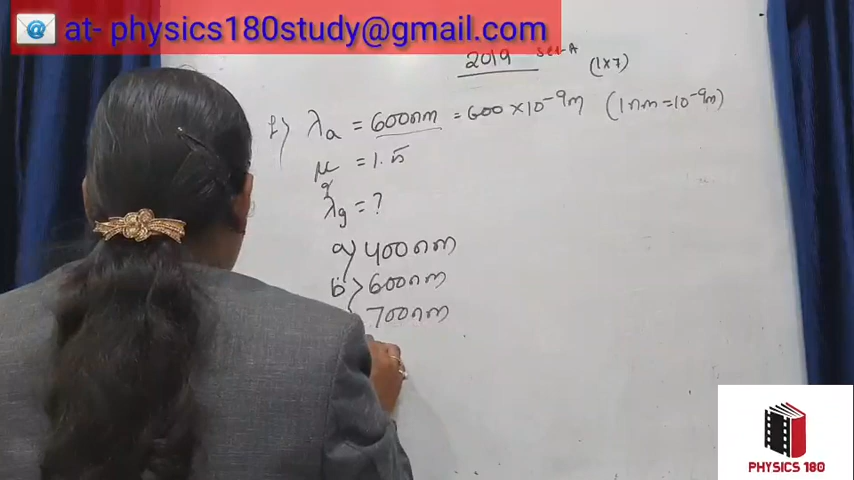 at- physics180study@gmail.com
2019 Set-A
(1x7)
1) λa = 600nm = 600 × 10⁻⁹m (1nm = 10⁻⁹m)
μ = 1.5
λg = ?
a) 400nm
b) 600nm
700nm
PHYSICS 180